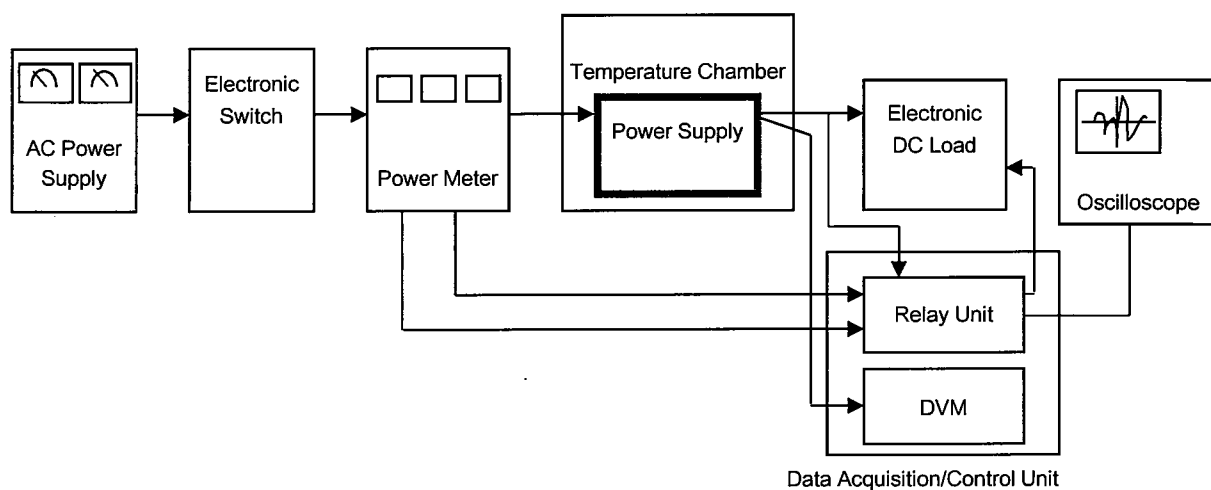 AC Power
Supply
Electronic
Switch
Power Meter
Temperature Chamber
Power Supply
Electronic
DC Load
Oscilloscope
Relay Unit
DVM
Data Acquisition/Control Unit